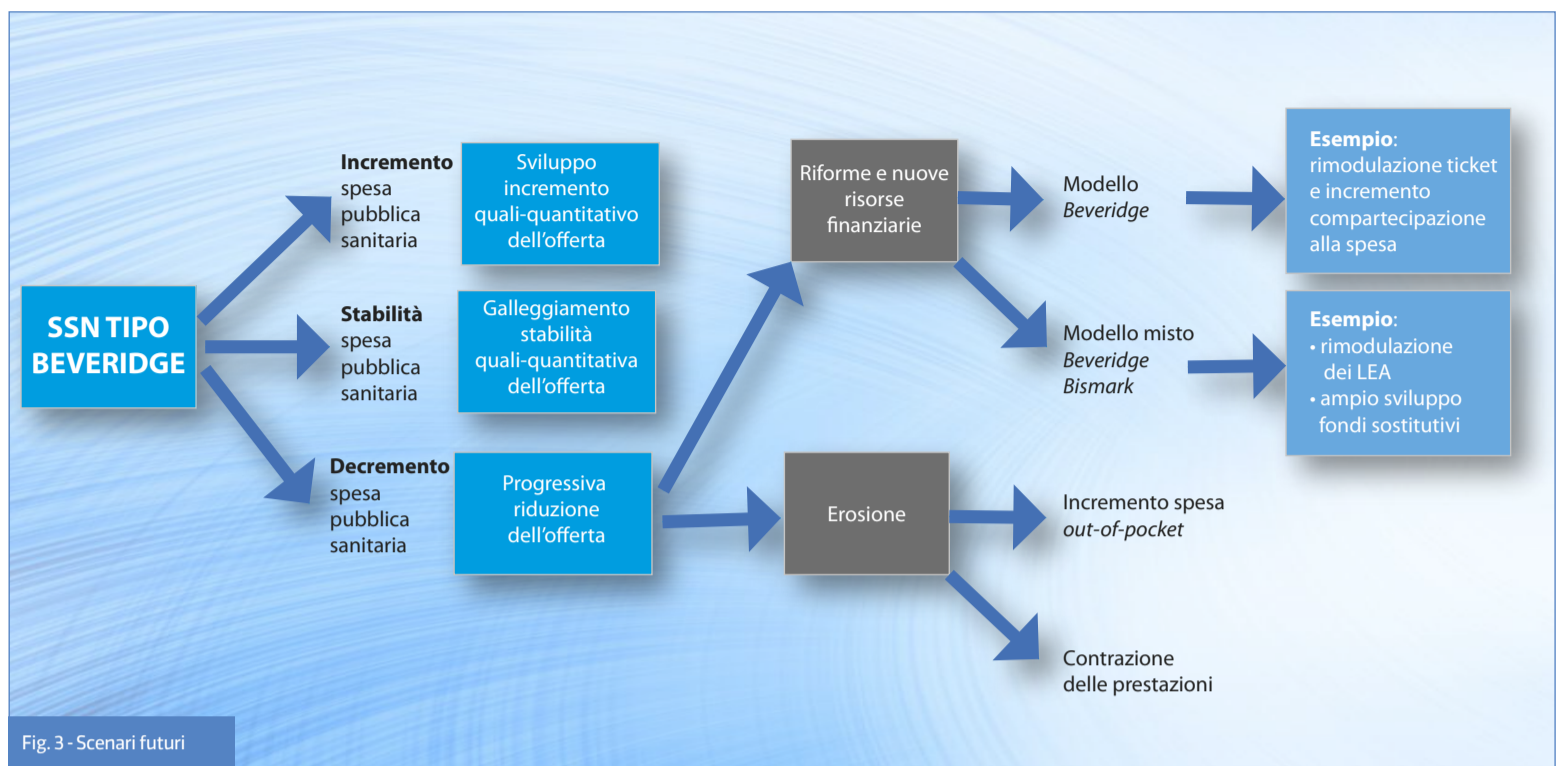 SSN TIPO
BEVERIDGE
Incremento
spesa
pubblica
sanitaria
Sviluppo
incremento
quali-quantitativo
dell’offerta
Stabilità
spesa
pubblica
sanitaria
Galleggiamento
stabilità
quali-quantitativa
dell’offerta
Decremento
spesa
pubblica
sanitaria
Progressiva
riduzione
dell’offerta
Riforme e nuove
risorse
finanziarie
Modello
Beveridge
Esempio:
rimodulazione ticket
e incremento
compartecipazione
alla spesa
Modello misto
Beveridge
Bismark
Esempio:
• rimodulazione
dei LEA
• ampio sviluppo
fondi sostitutivi
Erosione
Incremento spesa
out-of-pocket
Contrazione
delle prestazioni
Fig. 3 - Scenari futuri